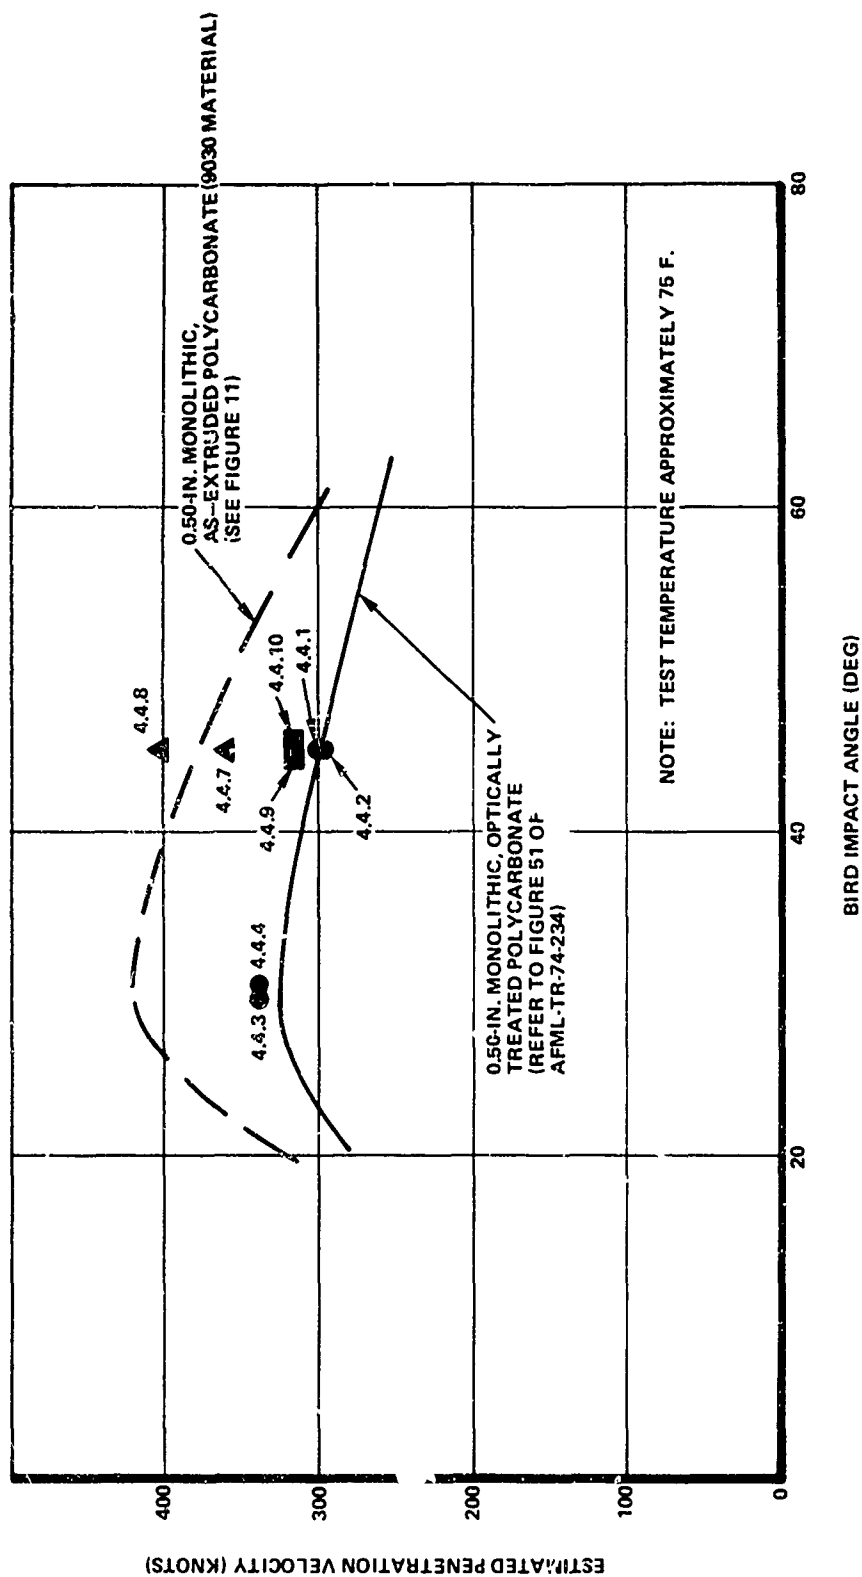 0.50-IN. MONOLITHIC,
AS-EXTRUDED POLYCARBONATE (9030 MATERIAL)
(SEE FIGURE 11)
4.4.8
4.4.7
4.4.10
4.4.1
4.4.9
4.4.2
4.4.3
4.4.4
0.50-IN. MONOLITHIC, OPTICALLY
TREATED POLYCARBONATE
(REFER TO FIGURE 51 OF
AFML-TR-74-234)
NOTE: TEST TEMPERATURE APPROXIMATELY 75 F.
400
300
200
100
0
20
40
60
80
ESTIMATED PENETRATION VELOCITY (KNOTS)
BIRD IMPACT ANGLE (DEG)